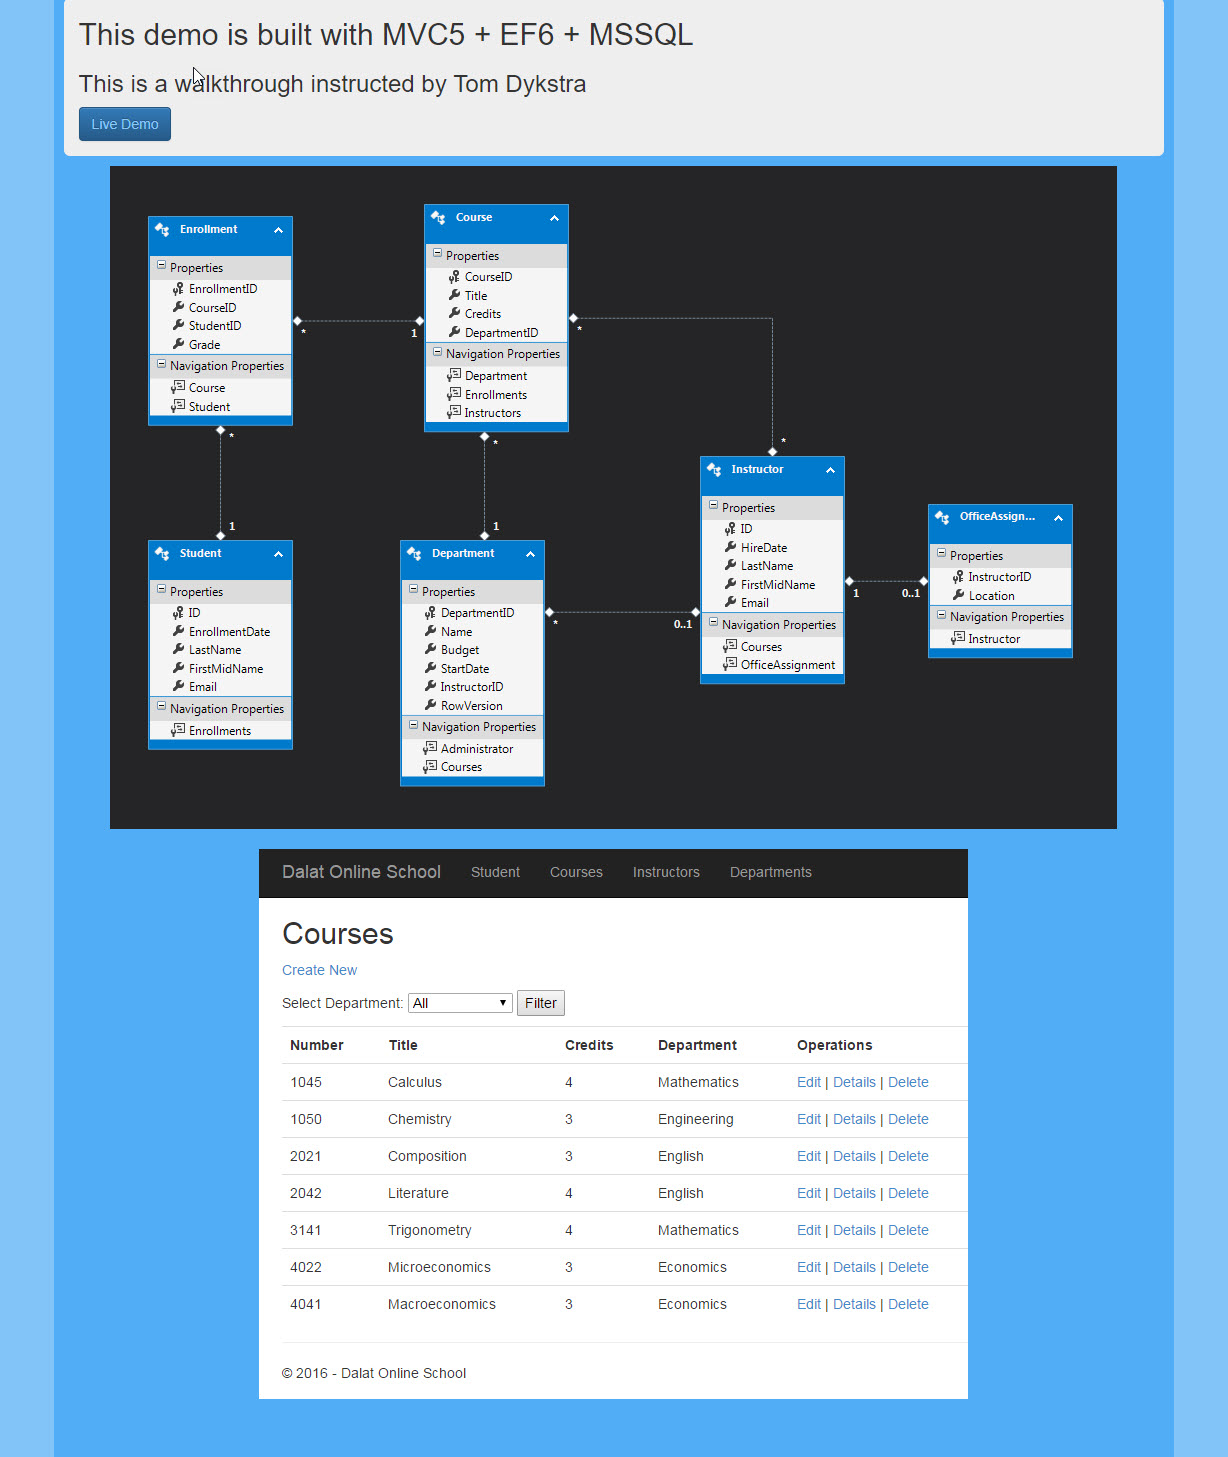 This demo is built with MVC5 + EF6 + MSSQL
This is a walkthrough instructed by Tom Dykstra
Live Demo
Enrollment
Properties
EnrollmentID
CourseID
StudentID
Grade
Navigation Properties
Course
Student
* 1
Course
Properties
CourseID
Title
Credits
DepartmentID
Navigation Properties
Department
Enrollments
Instructors
*
*
*
1
*
1
*
Student
Properties
ID
EnrollmentDate
LastName
FirstMidName
Email
Navigation Properties
Enrollments
Department
Properties
DepartmentID
Name
Budget
StartDate
InstructorID
RowVersion
Navigation Properties
Administrator
Courses
* 0..1
Instructor
Properties
ID
HireDate
LastName
FirstMidName
Email
Navigation Properties
Courses
OfficeAssignment
1 0..1
OfficeAssign...
Properties
InstructorID
Location
Navigation Properties
Instructor
Dalat Online School Student Courses Instructors Departments
Courses
Create New
Select Department: All Filter
Number Title Credits Department Operations
1045 Calculus 4 Mathematics Edit | Details | Delete
1050 Chemistry 3 Engineering Edit | Details | Delete
2021 Composition 3 English Edit | Details | Delete
2042 Literature 4 English Edit | Details | Delete
3141 Trigonometry 4 Mathematics Edit | Details | Delete
4022 Microeconomics 3 Economics Edit | Details | Delete
4041 Macroeconomics 3 Economics Edit | Details | Delete
© 2016 - Dalat Online School